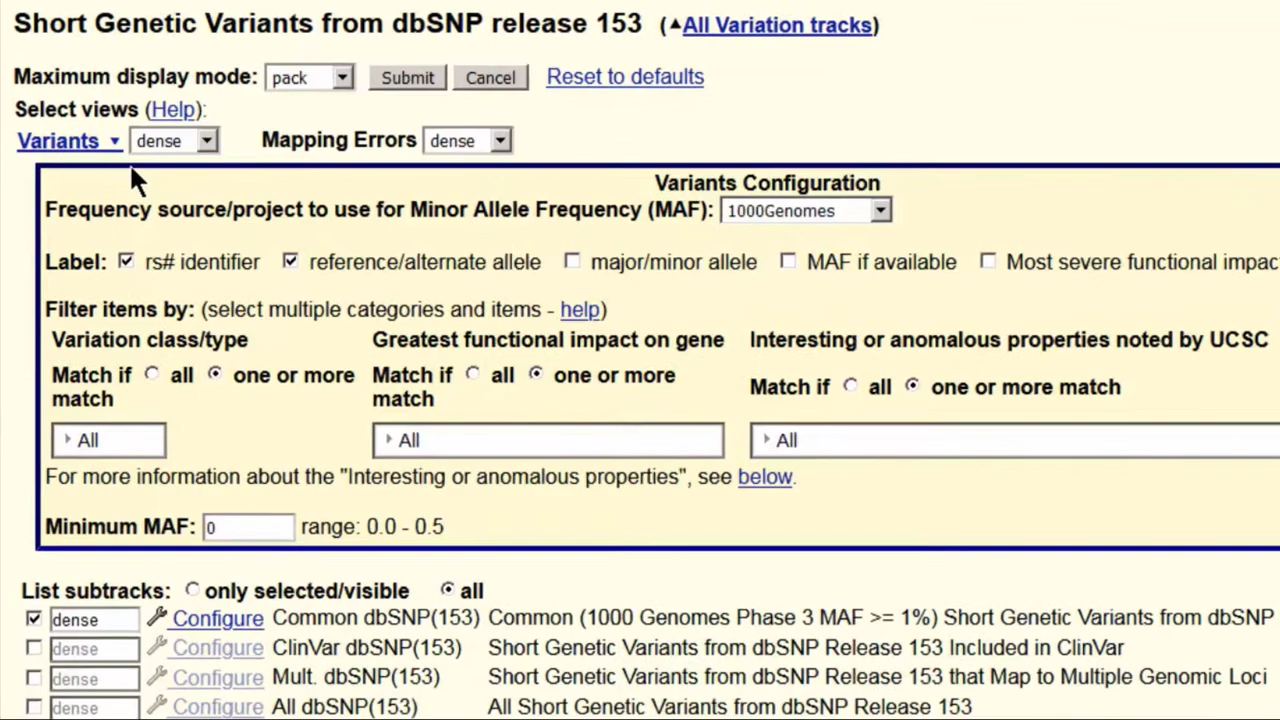 Short Genetic Variants from dbSNP release 153 (▲All Variation tracks)
Maximum display mode: pack Submit Cancel Reset to defaults
Select views (Help):
Variants ▼ dense Mapping Errors dense
Variants Configuration
Frequency source/project to use for Minor Allele Frequency (MAF): 1000Genomes
Label: rs# identifier reference/alternate allele major/minor allele MAF if available Most severe functional impac
Filter items by: (select multiple categories and items - help)
Variation class/type Greatest functional impact on gene Interesting or anomalous properties noted by UCSC
Match if all one or more match Match if all one or more match Match if all one or more match
All All All
For more information about the "Interesting or anomalous properties", see below.
Minimum MAF: 0 range: 0.0 - 0.5
List subtracks: only selected/visible all
dense Configure Common dbSNP(153) Common (1000 Genomes Phase 3 MAF >= 1%) Short Genetic Variants from dbSNP
dense Configure ClinVar dbSNP(153) Short Genetic Variants from dbSNP Release 153 Included in ClinVar
dense Configure Mult. dbSNP(153) Short Genetic Variants from dbSNP Release 153 that Map to Multiple Genomic Loci
dense Configure All dbSNP(153) All Short Genetic Variants from dbSNP Release 153